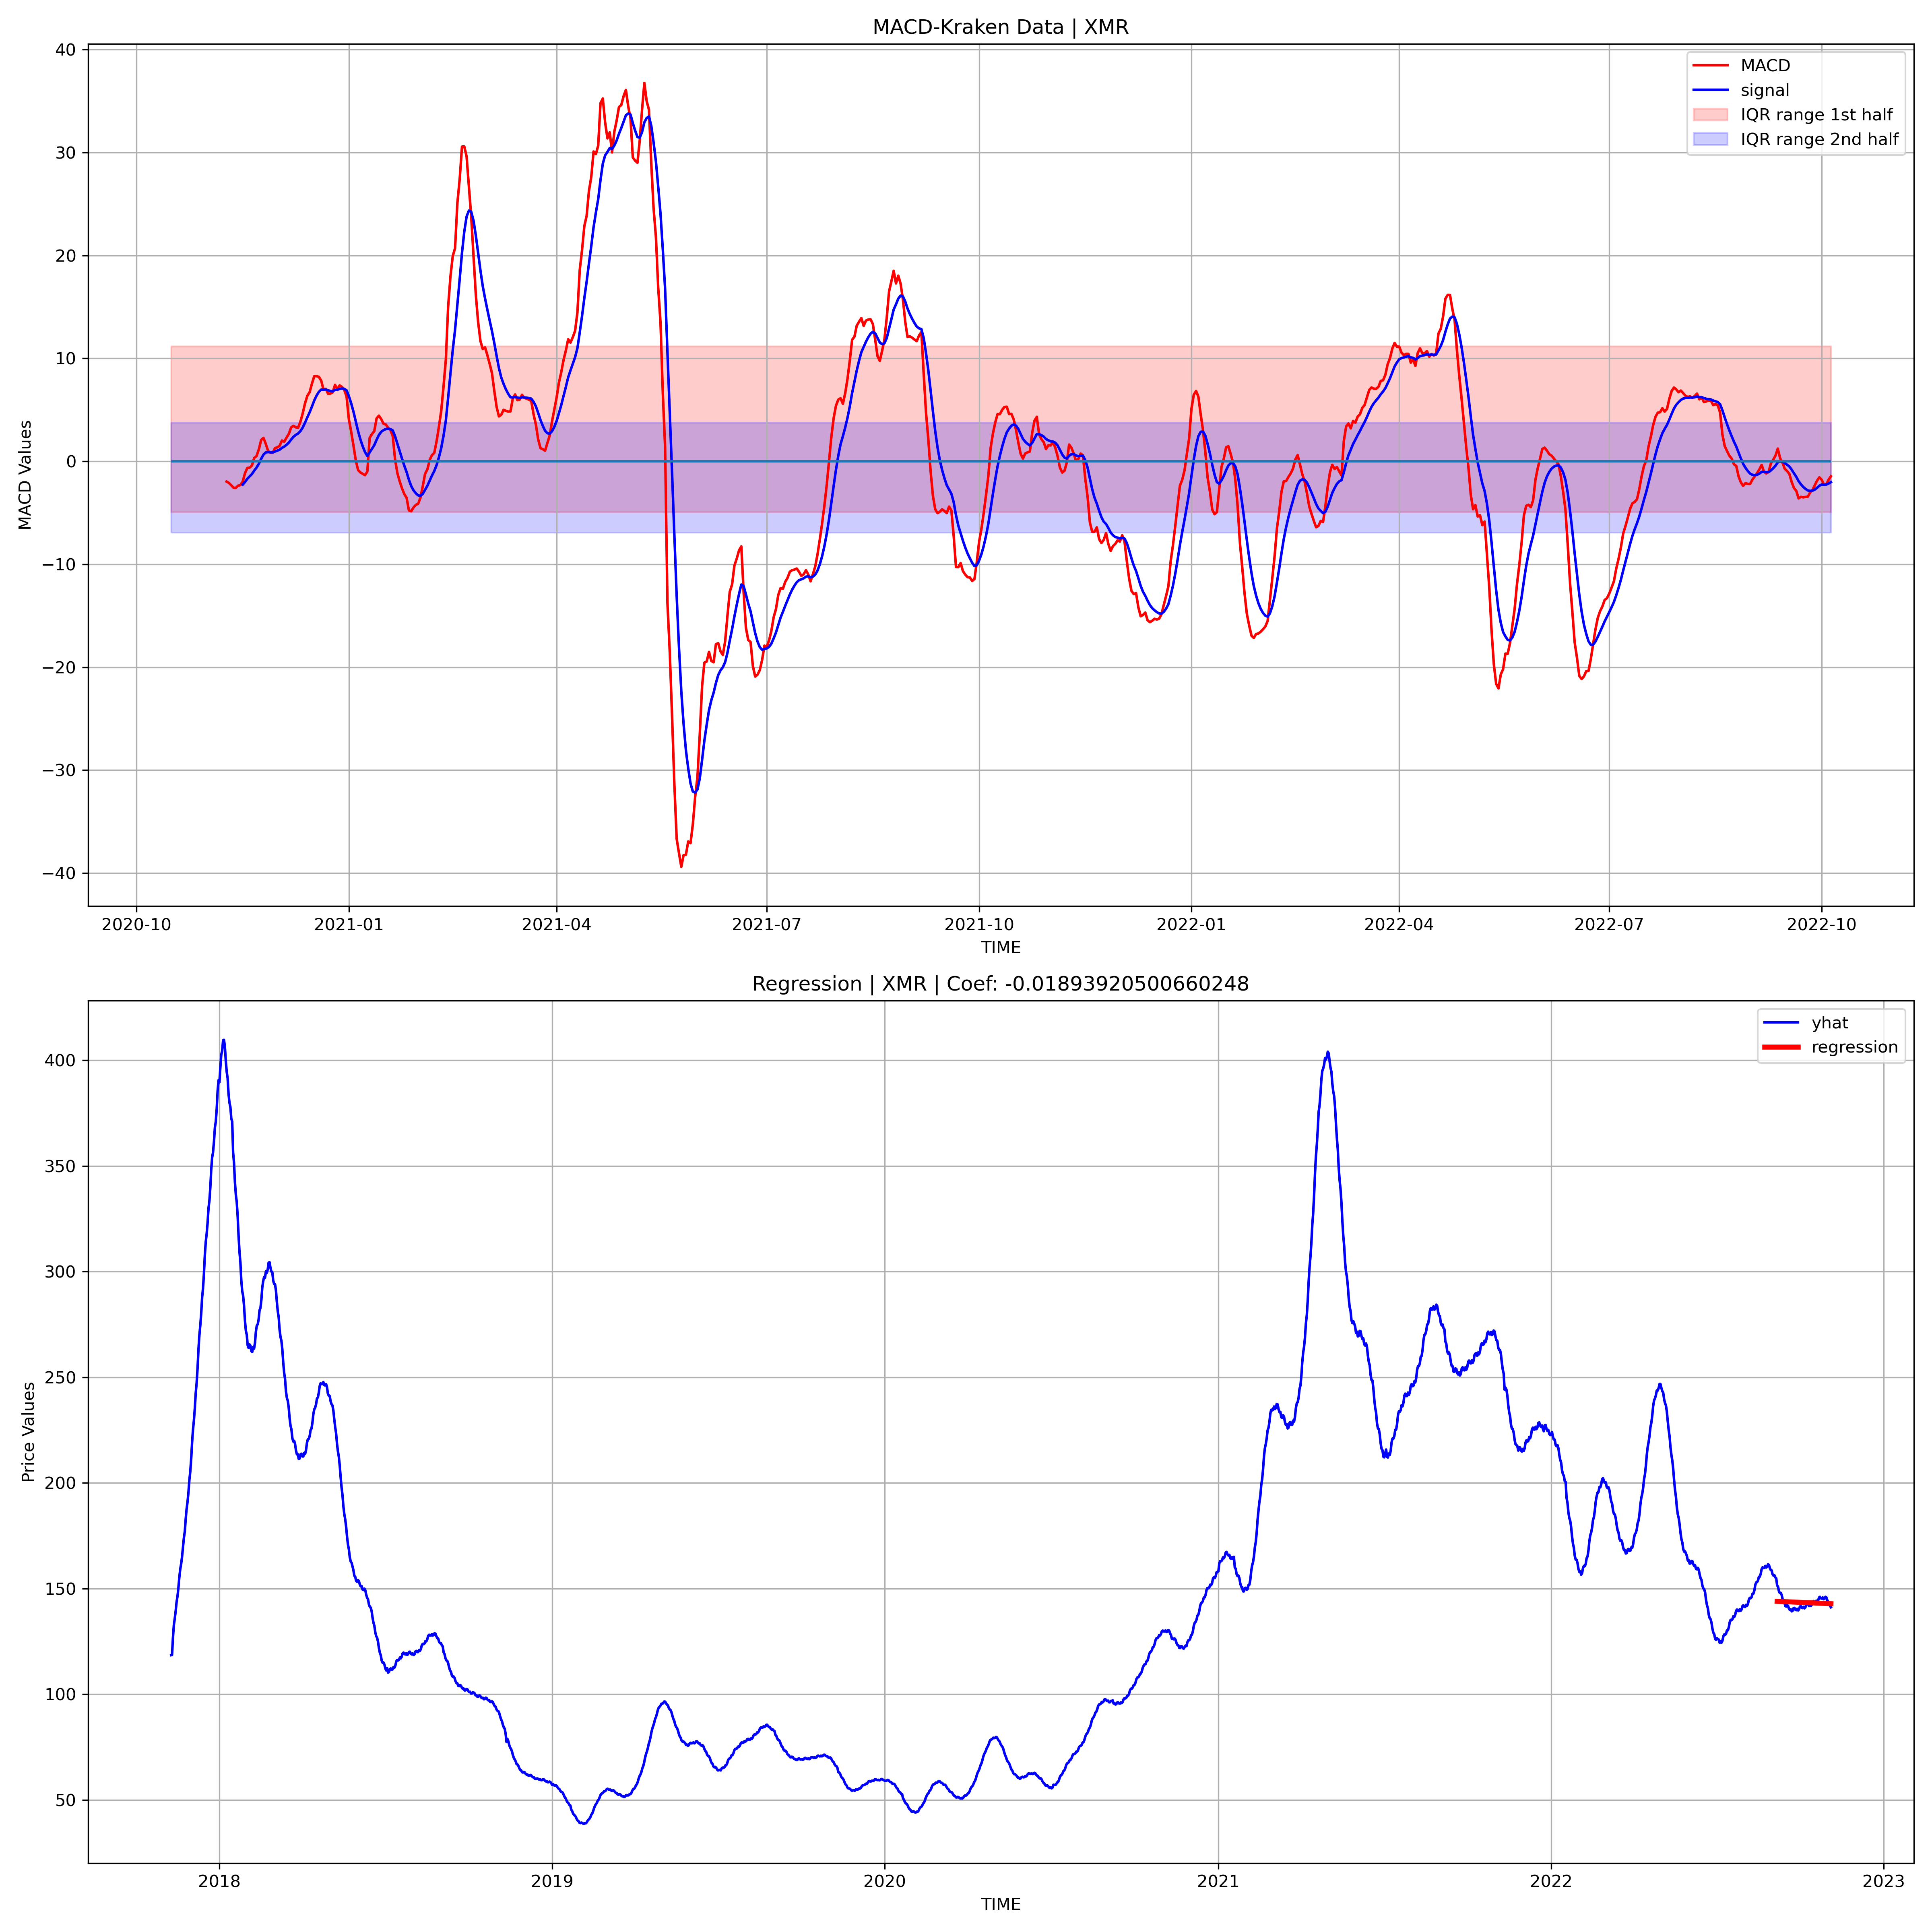 MACD-Kraken Data | XMR
MACD
signal
IQR range 1st half
IQR range 2nd half
MACD Values
40
30
20
10
0
−10
−20
−30
−40
2020-10 2021-01 2021-04 2021-07 2021-10 2022-01 2022-04 2022-07 2022-10
TIME
Regression | XMR | Coef: -0.01893920500660248
yhat
regression
Price Values
400
350
300
250
200
150
100
50
2018 2019 2020 2021 2022 2023
TIME